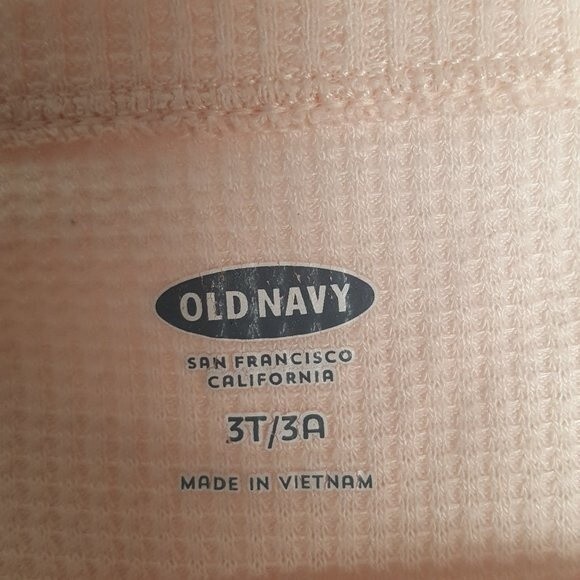 OLD NAVY
SAN FRANCISCO
CALIFORNIA
3T/3A
MADE IN VIETNAM